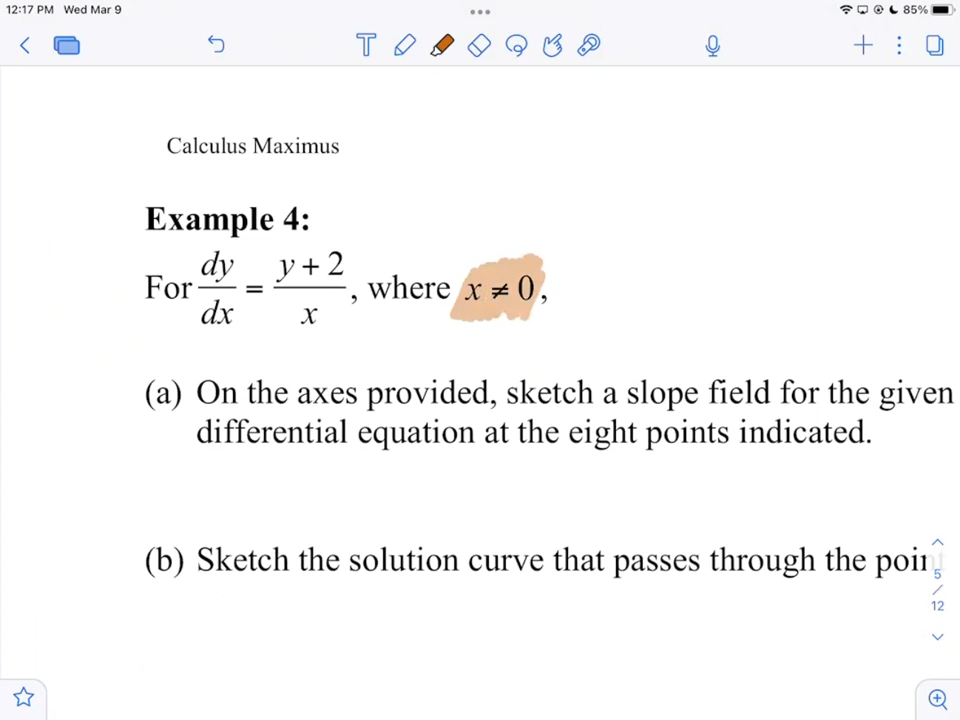 12:17 PM Wed Mar 9
85%
Calculus Maximus
Example 4:
For dy/dx = y + 2/x, where x ≠ 0,
(a) On the axes provided, sketch a slope field for the given
differential equation at the eight points indicated.
(b) Sketch the solution curve that passes through the point
5
/
12